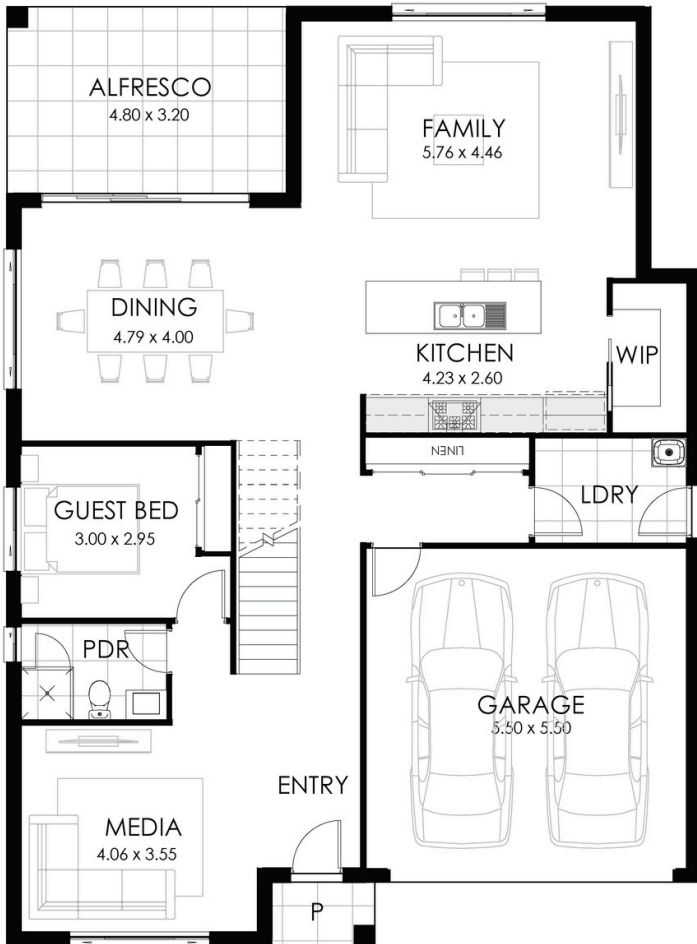 ALFRESCO
4.80 x 3.20
FAMILY
5.76 x 4.46
DINING
4.79 x 4.00
KITCHEN
4.23 x 2.60
WIP
LINEN
LDRY
GUEST BED
3.00 x 2.95
PDR
GARAGE
5.50 x 5.50
ENTRY
MEDIA
4.06 x 3.55
P